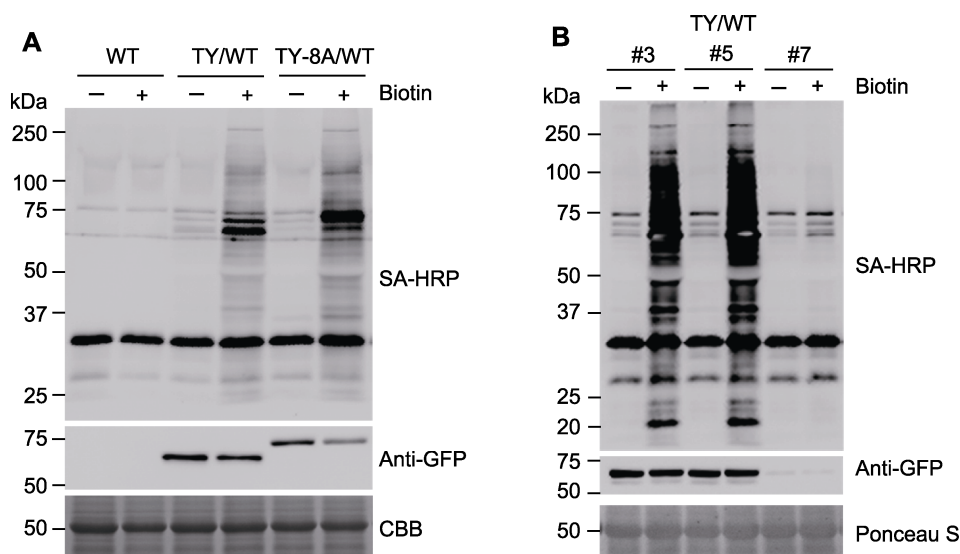 A
WT TY/WT TY-8A/WT
− + − + − + Biotin
kDa
250
100
75
50
37
25
SA-HRP
75
50
Anti-GFP
50
CBB
B
TY/WT
#3 #5 #7
− + − + − + Biotin
kDa
250
100
75
50
37
25
20
SA-HRP
75
50
Anti-GFP
50
Ponceau S